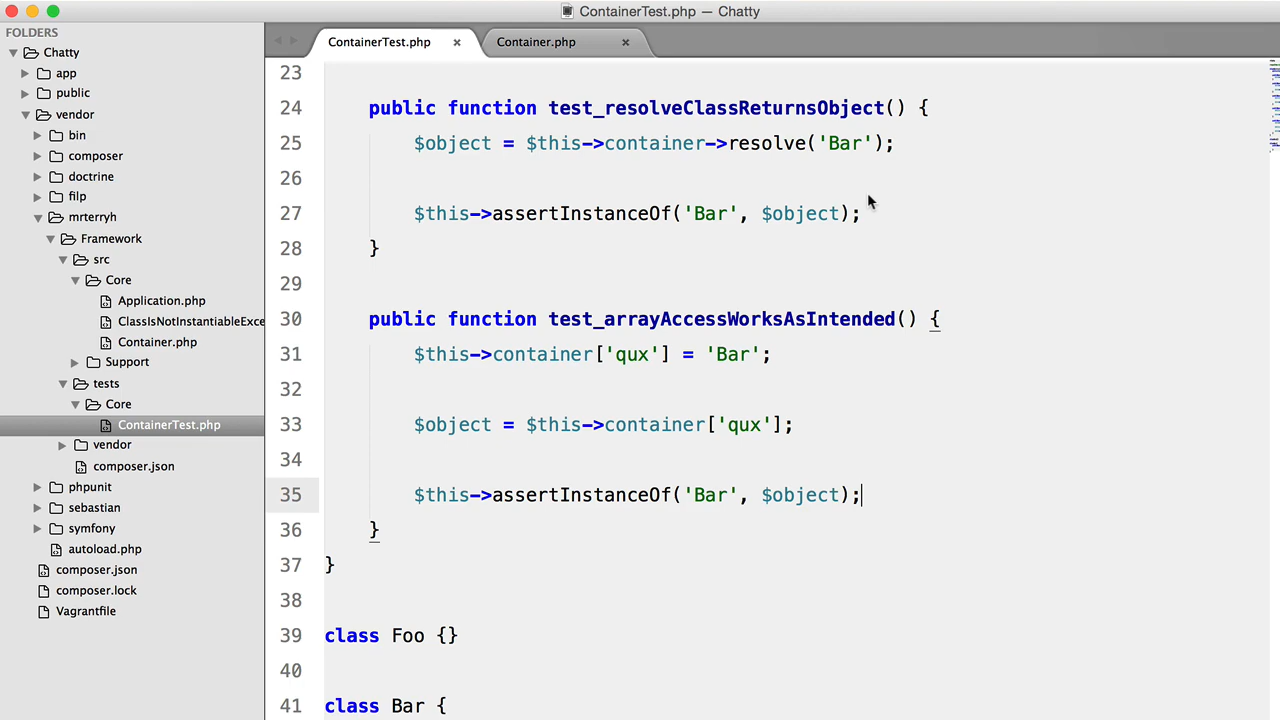 ContainerTest.php — Chatty
FOLDERS
Chatty
app
public
vendor
bin
composer
doctrine
filp
mrterryh
Framework
src
Core
Application.php
ClassIsNotInstantiableExce
Container.php
Support
tests
Core
ContainerTest.php
vendor
composer.json
phpunit
sebastian
symfony
autoload.php
composer.json
composer.lock
Vagrantfile
ContainerTest.php × Container.php ×
23
24 public function test_resolveClassReturnsObject() {
25 $object = $this->container->resolve('Bar');
26
27 $this->assertInstanceOf('Bar', $object);
28 }
29
30 public function test_arrayAccessWorksAsIntended() {
31 $this->container['qux'] = 'Bar';
32
33 $object = $this->container['qux'];
34
35 $this->assertInstanceOf('Bar', $object);
36 }
37 }
38
39 class Foo {}
40
41 class Bar {